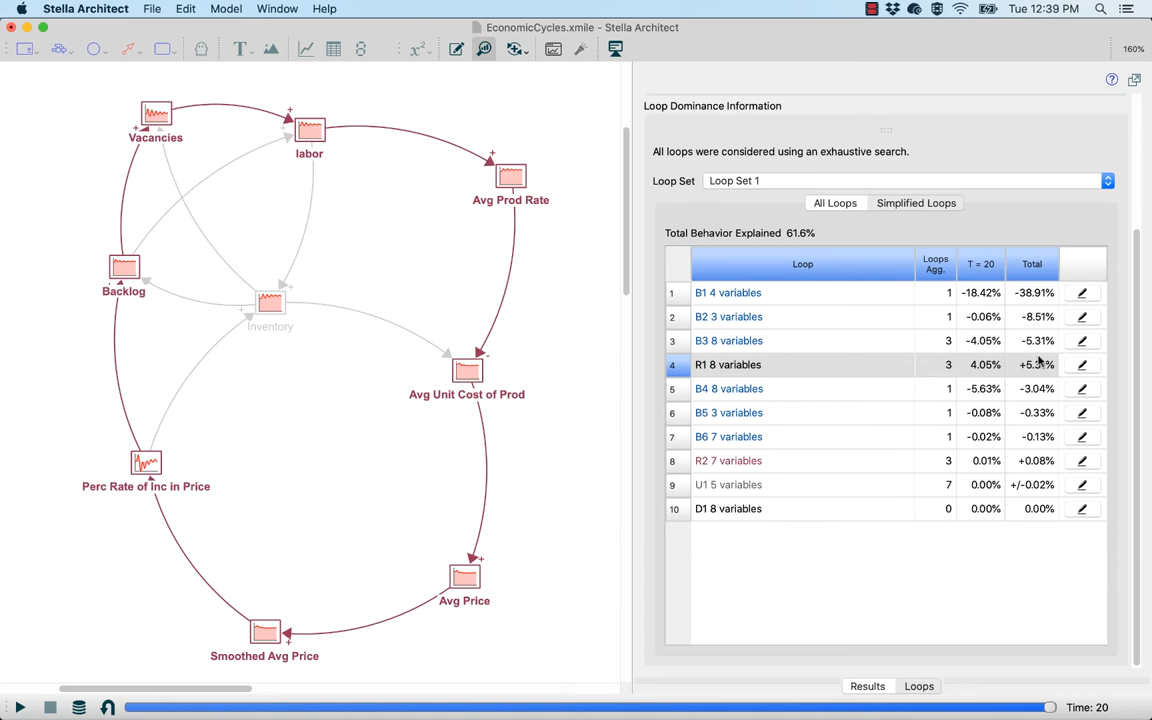 Stella Architect File Edit Model Window Help Tue 12:39 PM
EconomicCycles.xmile - Stella Architect
160%
Vacancies
labor
Avg Prod Rate
Backlog
Inventory
Avg Unit Cost of Prod
Perc Rate of Inc in Price
Avg Price
Smoothed Avg Price
Loop Dominance Information
All loops were considered using an exhaustive search.
Loop Set Loop Set 1
All Loops Simplified Loops
Total Behavior Explained 61.6%
Loop Loops Agg. T = 20 Total
1 B1 4 variables 1 -18.42% -38.91%
2 B2 3 variables 1 -0.06% -8.51%
3 B3 8 variables 3 -4.05% -5.31%
4 R1 8 variables 3 4.05%
5 B4 8 variables 1 -5.63% -3.04%
6 B5 3 variables 1 -0.08% -0.33%
7 B6 7 variables 1 -0.02% -0.13%
8 R2 7 variables 3 0.01% +0.08%
9 U1 5 variables 7 0.00% +/-0.02%
10 D1 8 variables 0 0.00% 0.00%
Results Loops
Time: 20